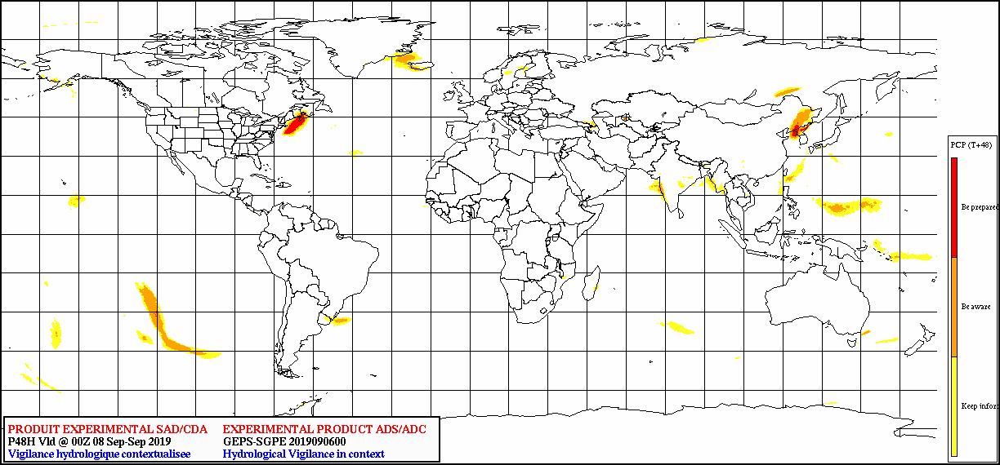 PCP (T+48)
Be prepared
Be aware
Keep infor
PRODUIT EXPERIMENTAL SAD/CDA EXPERIMENTAL PRODUCT ADS/ADC
P48H Vld @ 00Z 08 Sep-Sep 2019 GEPS-SGPE 2019090600
Vigilance hydrologique contextualisee Hydrological Vigilance in context